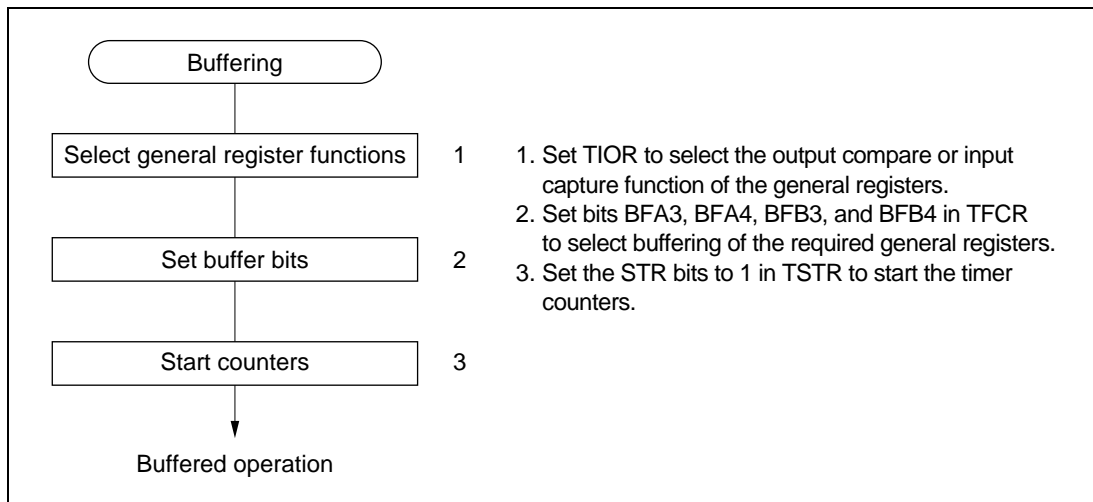 Buffering
Select general register functions 1
Set buffer bits 2
Start counters 3
Buffered operation
1. Set TIOR to select the output compare or input
capture function of the general registers.
2. Set bits BFA3, BFA4, BFB3, and BFB4 in TFCR
to select buffering of the required general registers.
3. Set the STR bits to 1 in TSTR to start the timer
counters.